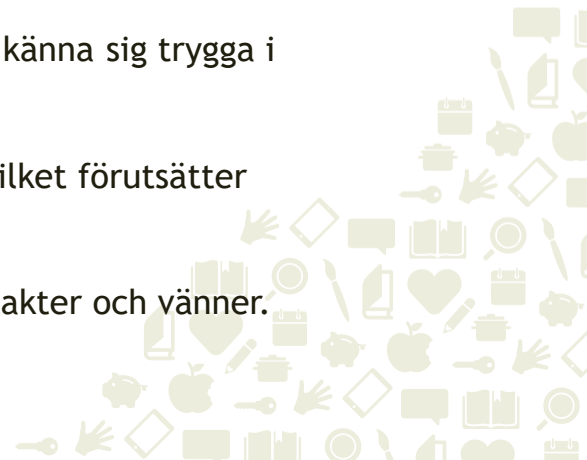 känna sig trygga i
ilket förutsätter
akter och vänner.